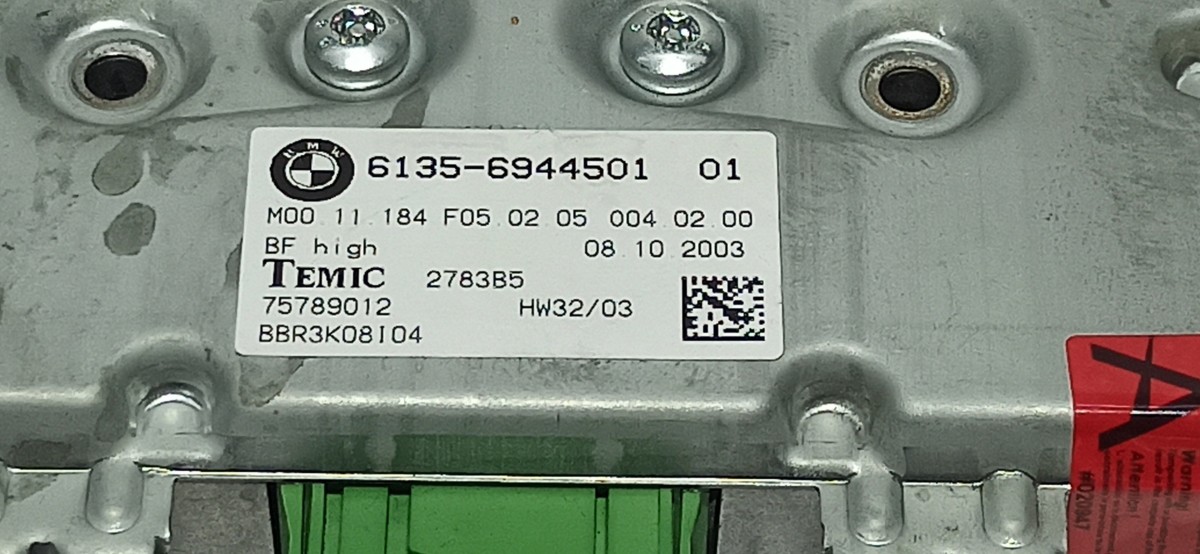 BMW
6135-6944501 01
M00.11.184 F05.02.05 004.02.00
BF high 08.10.2003
TEMIC 2783B5
75789012 HW32/03
BBR3K08I04
A
Warning!
Attention!